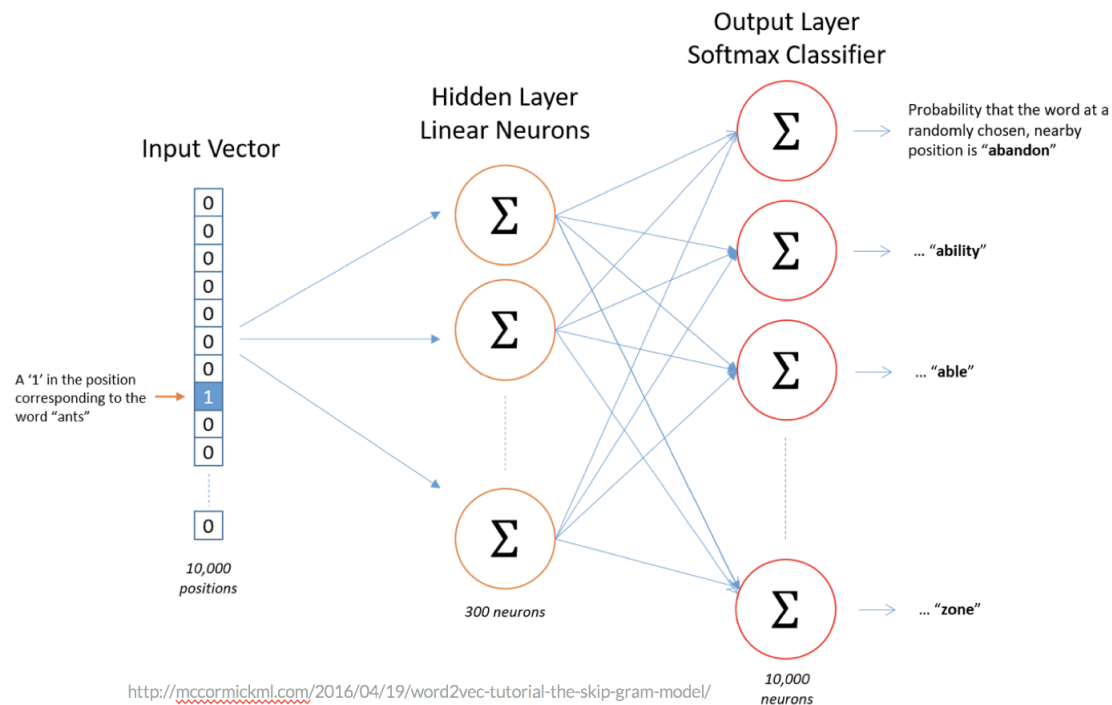 Output Layer
Softmax Classifier
Hidden Layer
Linear Neurons
Input Vector
0
0
0
0
0
0
0
1
0
0
0
A ‘1’ in the position
corresponding to the
word “ants”
10,000
positions
Σ
Σ
Σ
300 neurons
Σ
Σ
Σ
Σ
10,000
neurons
Probability that the word at a
randomly chosen, nearby
position is “abandon”
... “ability”
... “able”
... “zone”
http://mccormickml.com/2016/04/19/word2vec-tutorial-the-skip-gram-model/